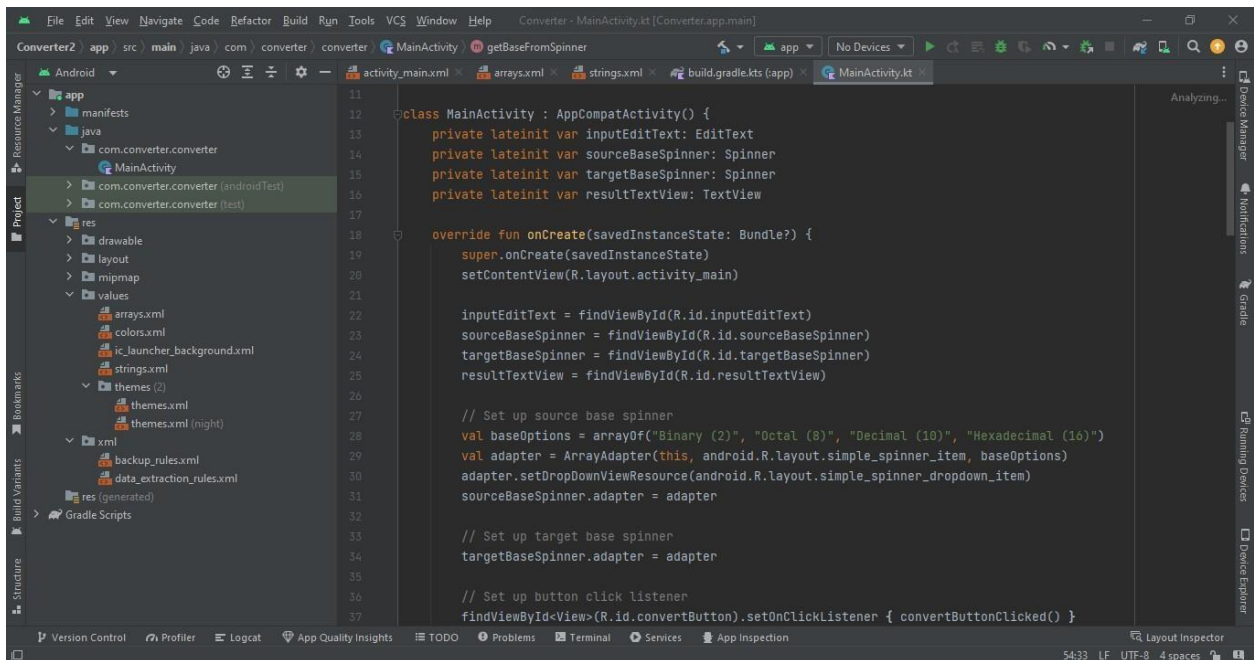 File Edit View Navigate Code Refactor Build Run Tools VCS Window Help Converter - MainActivity.kt [Converter.app.main]
Converter2 app src main java com converter converter MainActivity getBaseFromSpinner app No Devices
Android
activity_main.xml arrays.xml strings.xml build.gradle.kts (:app) MainActivity.kt
Analyzing...
Resource Manager
Project
Bookmarks
Build Variants
Structure
app
manifests
java
com.converter.converter
MainActivity
com.converter.converter (androidTest)
com.converter.converter (test)
res
drawable
layout
mipmap
values
arrays.xml
colors.xml
ic_launcher_background.xml
strings.xml
themes (2)
themes.xml
themes.xml (night)
xml
backup_rules.xml
data_extraction_rules.xml
res (generated)
Gradle Scripts
11
12 class MainActivity : AppCompatActivity() {
13 private lateinit var inputEditText: EditText
14 private lateinit var sourceBaseSpinner: Spinner
15 private lateinit var targetBaseSpinner: Spinner
16 private lateinit var resultTextView: TextView
17
18 override fun onCreate(savedInstanceState: Bundle?) {
19 super.onCreate(savedInstanceState)
20 setContentView(R.layout.activity_main)
21
22 inputEditText = findViewById(R.id.inputEditText)
23 sourceBaseSpinner = findViewById(R.id.sourceBaseSpinner)
24 targetBaseSpinner = findViewById(R.id.targetBaseSpinner)
25 resultTextView = findViewById(R.id.resultTextView)
26
27 // Set up source base spinner
28 val baseOptions = arrayOf("Binary (2)", "Octal (8)", "Decimal (10)", "Hexadecimal (16)")
29 val adapter = ArrayAdapter(this, android.R.layout.simple_spinner_item, baseOptions)
30 adapter.setDropDownViewResource(android.R.layout.simple_spinner_dropdown_item)
31 sourceBaseSpinner.adapter = adapter
32
33 // Set up target base spinner
34 targetBaseSpinner.adapter = adapter
35
36 // Set up button click listener
37 findViewById<View>(R.id.convertButton).setOnClickListener { convertButtonClicked() }
Device Manager
Notifications
Gradle
Running Devices
Device Explorer
Version Control Profiler Logcat App Quality Insights TODO Problems Terminal Services App Inspection Layout Inspector
54:33 LF UTF-8 4 spaces